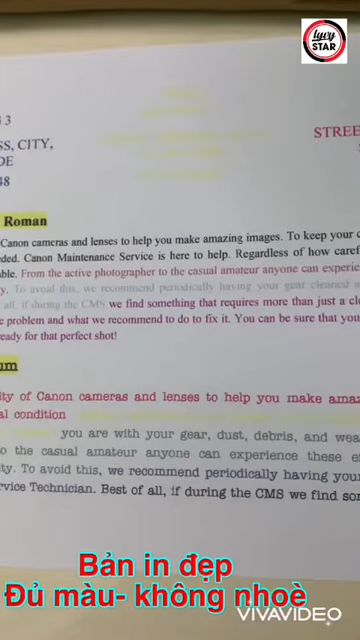 lyvy
STAR
3
STREE
SS, CITY,
DE
48
Roman
Canon cameras and lenses to help you make amazing images. To keep your
ded. Canon Maintenance Service is here to help. Regardless of how caref
able. From the active photographer to the casual amateur anyone can experie
y. To avoid this, we recommend periodically having your gear cleaned
all, if during the CMS we find something that requires more than just a cle
e problem and what we recommend to do to fix it. You can be sure that you
ready for that perfect shot!
um
ity of Canon cameras and lenses to help you make amaz
al condition
you are with your gear, dust, debris, and wea
o the casual amateur anyone can experience these e
ity. To avoid this, we recommend periodically having your
rvice Technician. Best of all, if during the CMS we find som
Bản in đẹp
Đủ màu- không nhoè
VIVAVIDEO